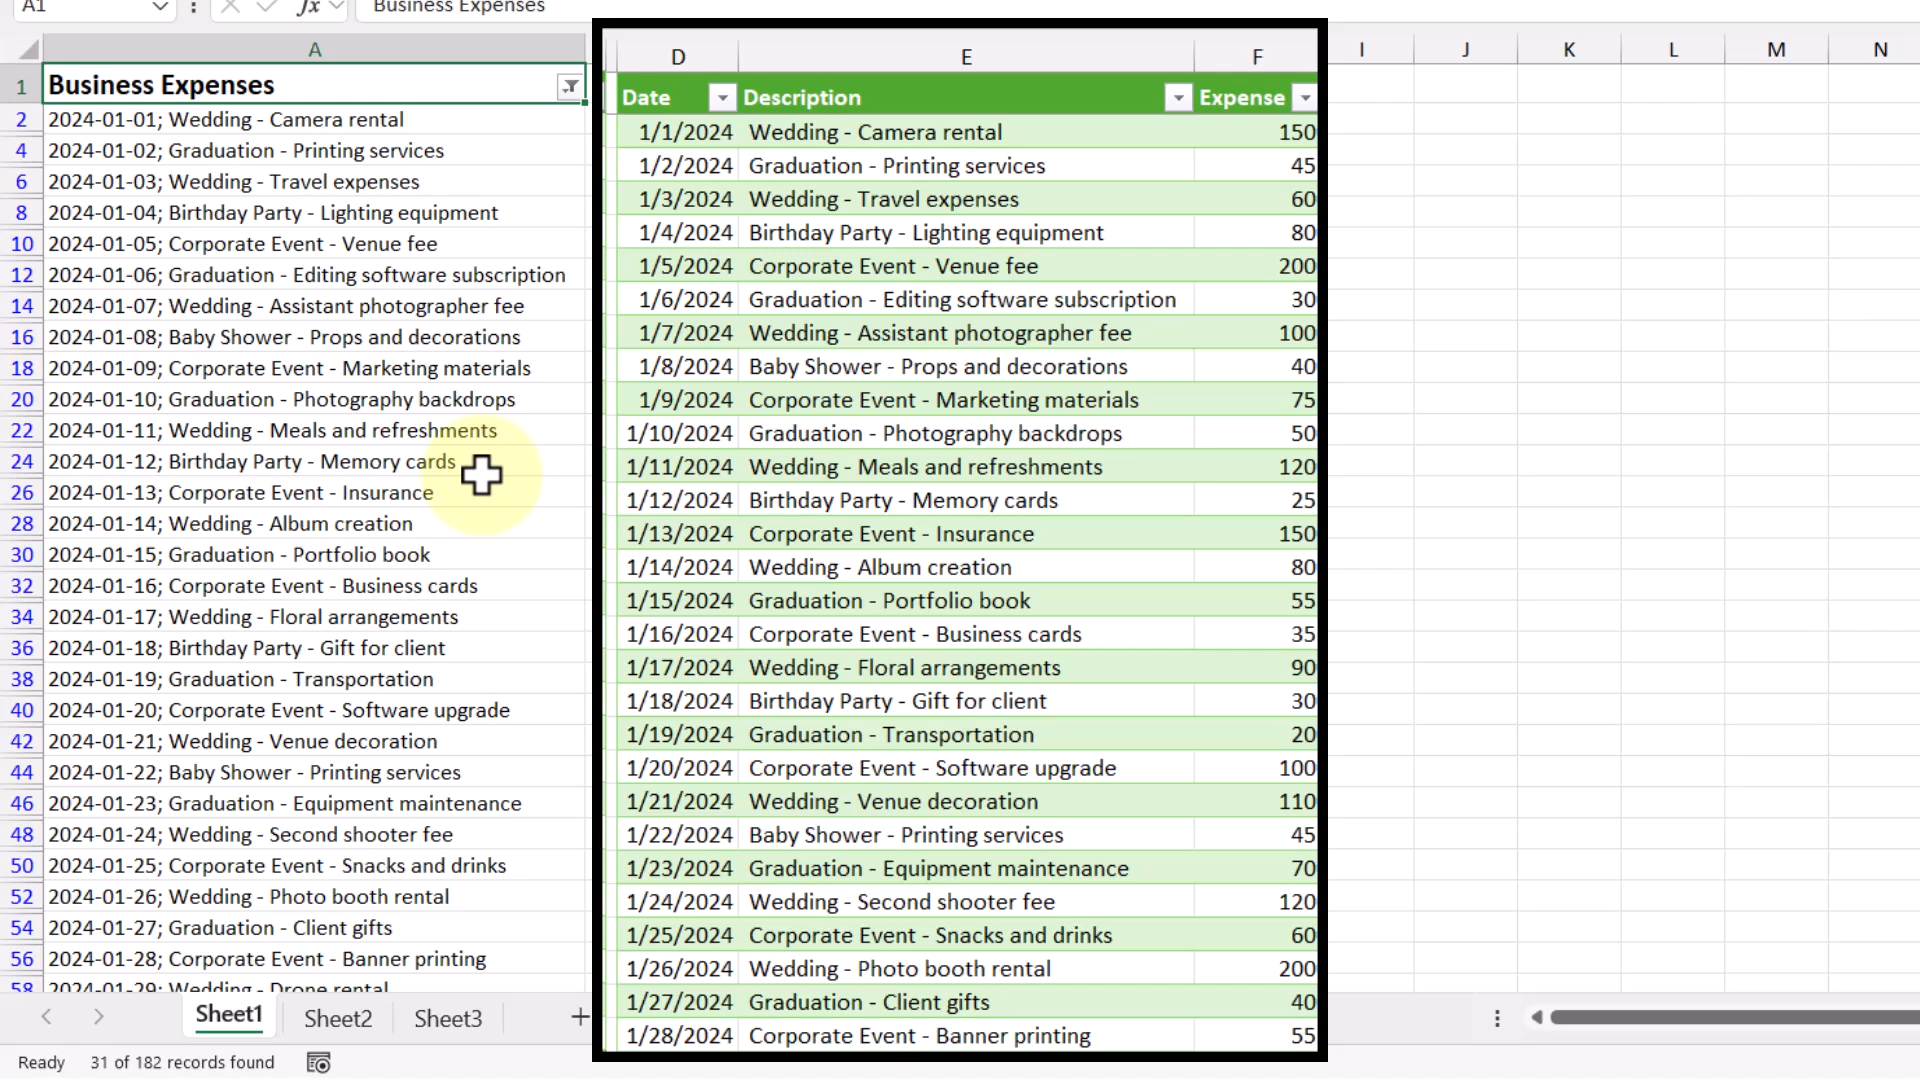 A1 fx Business Expenses
A
1 Business Expenses
2 2024-01-01; Wedding - Camera rental
4 2024-01-02; Graduation - Printing services
6 2024-01-03; Wedding - Travel expenses
8 2024-01-04; Birthday Party - Lighting equipment
10 2024-01-05; Corporate Event - Venue fee
12 2024-01-06; Graduation - Editing software subscription
14 2024-01-07; Wedding - Assistant photographer fee
16 2024-01-08; Baby Shower - Props and decorations
18 2024-01-09; Corporate Event - Marketing materials
20 2024-01-10; Graduation - Photography backdrops
22 2024-01-11; Wedding - Meals and refreshments
24 2024-01-12; Birthday Party - Memory cards
26 2024-01-13; Corporate Event - Insurance
28 2024-01-14; Wedding - Album creation
30 2024-01-15; Graduation - Portfolio book
32 2024-01-16; Corporate Event - Business cards
34 2024-01-17; Wedding - Floral arrangements
36 2024-01-18; Birthday Party - Gift for client
38 2024-01-19; Graduation - Transportation
40 2024-01-20; Corporate Event - Software upgrade
42 2024-01-21; Wedding - Venue decoration
44 2024-01-22; Baby Shower - Printing services
46 2024-01-23; Graduation - Equipment maintenance
48 2024-01-24; Wedding - Second shooter fee
50 2024-01-25; Corporate Event - Snacks and drinks
52 2024-01-26; Wedding - Photo booth rental
54 2024-01-27; Graduation - Client gifts
56 2024-01-28; Corporate Event - Banner printing
58 2024-01-29; Wedding - Drone rental
D E F
Date Description Expense
1/1/2024 Wedding - Camera rental 150
1/2/2024 Graduation - Printing services 45
1/3/2024 Wedding - Travel expenses 60
1/4/2024 Birthday Party - Lighting equipment 80
1/5/2024 Corporate Event - Venue fee 200
1/6/2024 Graduation - Editing software subscription 30
1/7/2024 Wedding - Assistant photographer fee 100
1/8/2024 Baby Shower - Props and decorations 40
1/9/2024 Corporate Event - Marketing materials 75
1/10/2024 Graduation - Photography backdrops 50
1/11/2024 Wedding - Meals and refreshments 120
1/12/2024 Birthday Party - Memory cards 25
1/13/2024 Corporate Event - Insurance 150
1/14/2024 Wedding - Album creation 80
1/15/2024 Graduation - Portfolio book 55
1/16/2024 Corporate Event - Business cards 35
1/17/2024 Wedding - Floral arrangements 90
1/18/2024 Birthday Party - Gift for client 30
1/19/2024 Graduation - Transportation 20
1/20/2024 Corporate Event - Software upgrade 100
1/21/2024 Wedding - Venue decoration 110
1/22/2024 Baby Shower - Printing services 45
1/23/2024 Graduation - Equipment maintenance 70
1/24/2024 Wedding - Second shooter fee 120
1/25/2024 Corporate Event - Snacks and drinks 60
1/26/2024 Wedding - Photo booth rental 200
1/27/2024 Graduation - Client gifts 40
1/28/2024 Corporate Event - Banner printing 55
I J K L M N
Sheet1 Sheet2 Sheet3 +
Ready 31 of 182 records found